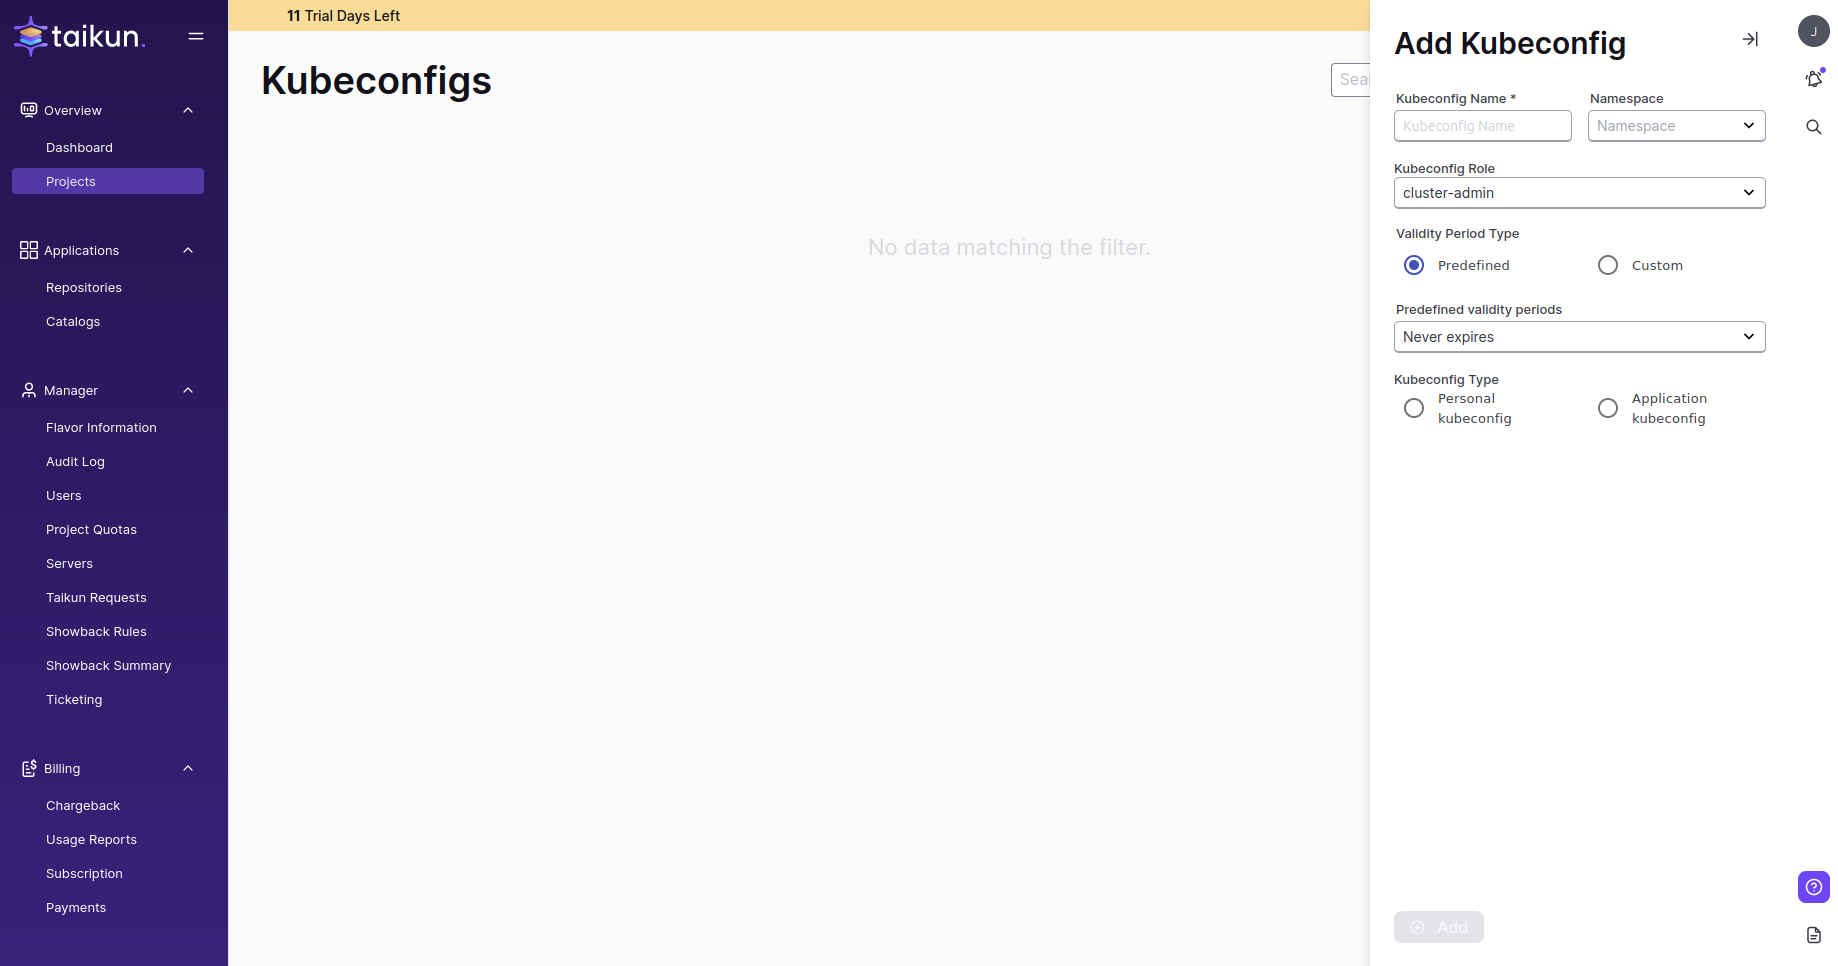 taikun.
Overview
Dashboard
Projects
Applications
Repositories
Catalogs
Manager
Flavor Information
Audit Log
Users
Project Quotas
Servers
Taikun Requests
Showback Rules
Showback Summary
Ticketing
Billing
Chargeback
Usage Reports
Subscription
Payments
11 Trial Days Left
Kubeconfigs
Sea
No data matching the filter.
Add Kubeconfig
Kubeconfig Name *
Kubeconfig Name
Namespace
Namespace
Kubeconfig Role
cluster-admin
Validity Period Type
Predefined
Custom
Predefined validity periods
Never expires
Kubeconfig Type
Personal
kubeconfig
Application
kubeconfig
Add
J